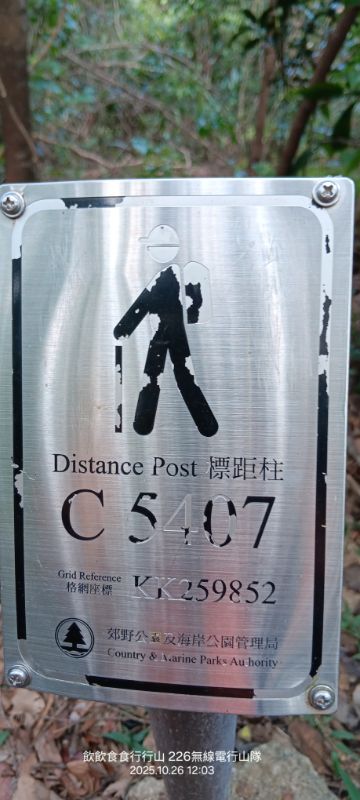 Distance Post 標距柱
C 5407
Grid Reference
格網座標
KK259852
郊野公園及海岸公園管理局
Country & Marine Parks Authority
飲飲食食行行山 226無線電行山隊
2025.10.26 12:03